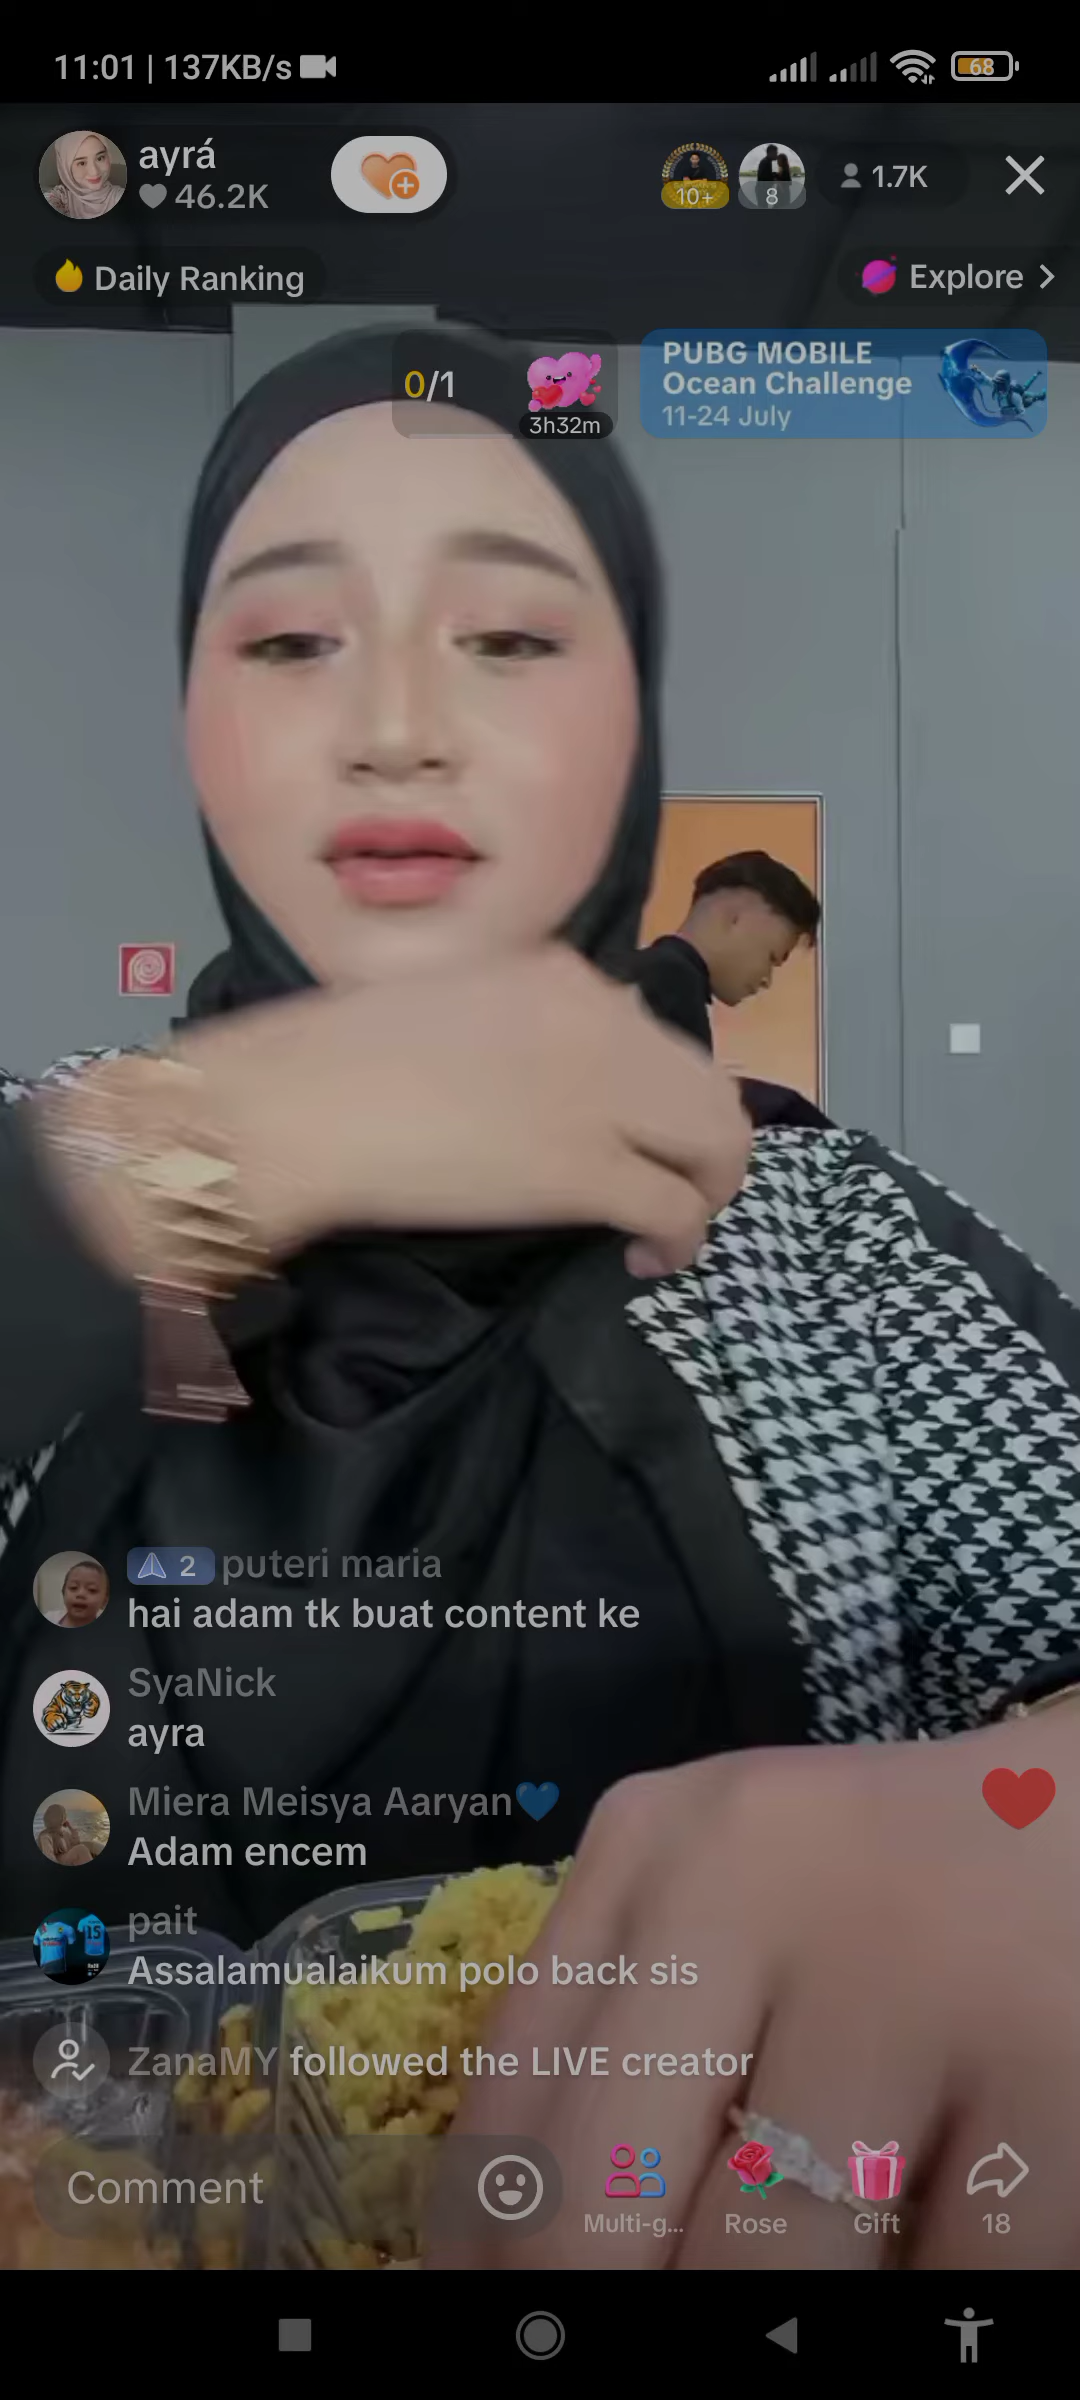 11:01 | 137KB/s
68
ayrá
46.2K
10+
8
1.7K
Daily Ranking
Explore
0/1
3h32m
PUBG MOBILE
Ocean Challenge
11-24 July
2 puteri maria
hai adam tk buat content ke
SyaNick
ayra
Miera Meisya Aaryan💙
Adam encem
pait
15
Assalamualaikum polo back sis
ZanaMY followed the LIVE creator
Comment
Multi-g...
Rose
Gift
18